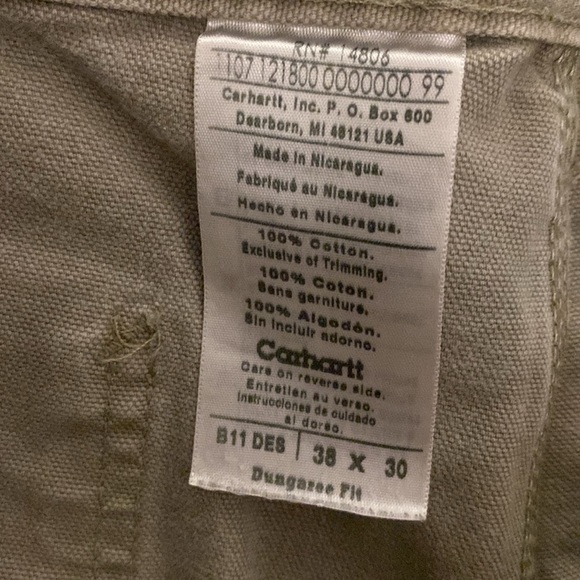 RN# 14806
1107 121800 0000000 99
Carhartt, Inc. P. O. Box 600
Dearborn, MI 48121 USA
Made in Nicaragua.
Fabriqué au Nicaragua.
Hecho en Nicaragua.
100% Cotton.
Exclusive of Trimming.
100% Coton.
Sans garniture.
100% Algodón.
Sin incluir adorno.
Carhartt
Care on reverse side.
Entretien au verso.
Instrucciones de cuidado
al dorso.
B11 DES 38 X 30
Dungaree Fit